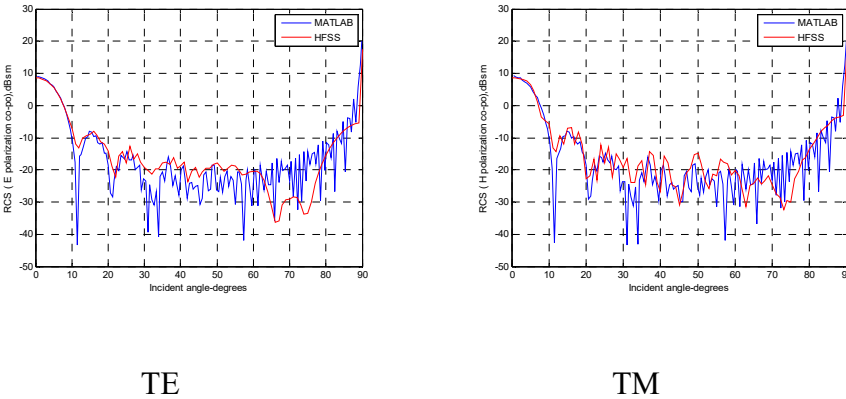 30
20
10
0
-10
-20
-30
-40
-50
0 10 20 30 40 50 60 70 80 90
Incident angle-degrees
RCS ( E polarization co-po),dBsm
MATLAB
HFSS
30
20
10
0
-10
-20
-30
-40
-50
0 10 20 30 40 50 60 70 80 90
Incident angle-degrees
RCS ( H polarization co-po),dBsm
MATLAB
HFSS
TE
TM